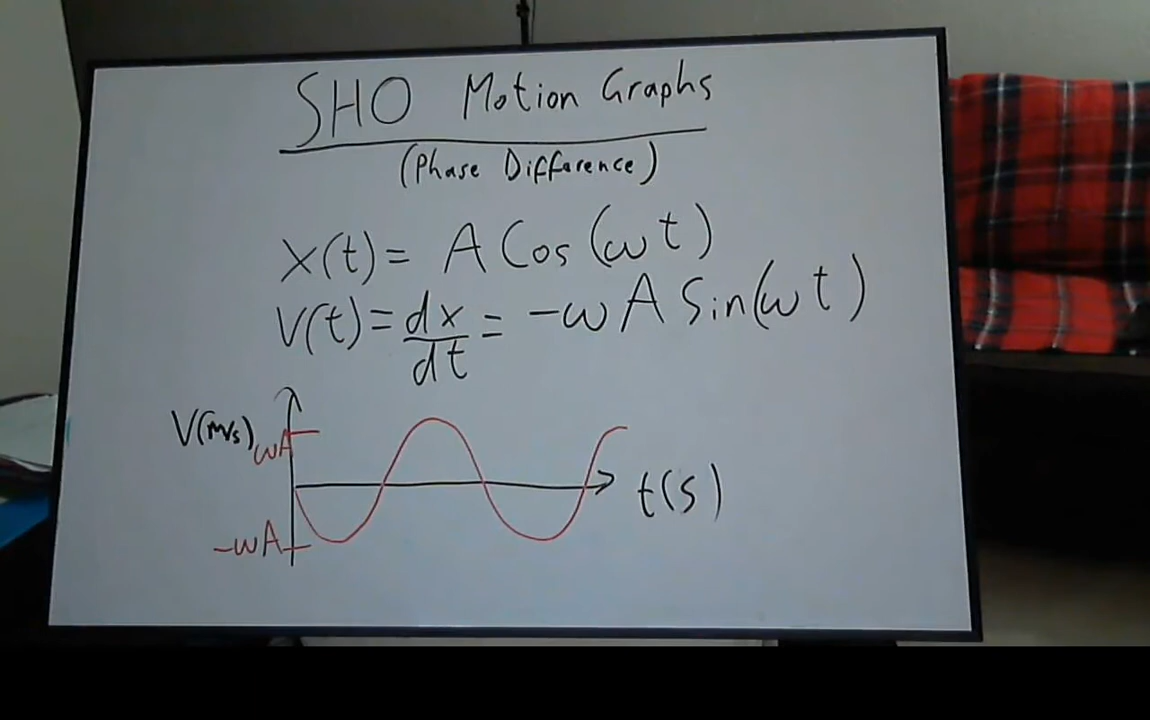 SHO Motion Graphs
(Phase Difference)
X(t) = A Cos(ωt)
V(t) = dx/dt = -ωA Sin(ωt)
V(m/s)
ωA
t(s)
-ωA